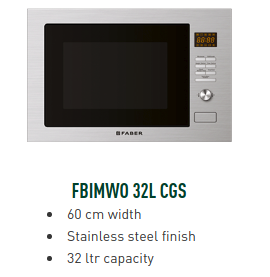 FABER
FBIMWO 32L CGS
• 60 cm width
• Stainless steel finish
• 32 ltr capacity